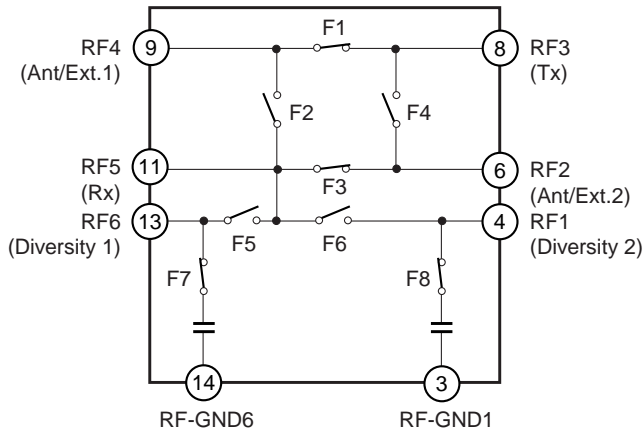 F1
RF4
(Ant/Ext.1)
9
8
RF3
(Tx)
F2
F4
RF5
(Rx)
11
F3
6
RF2
(Ant/Ext.2)
RF6
(Diversity 1)
13
F5
F6
4
RF1
(Diversity 2)
F7
F8
14
3
RF-GND6
RF-GND1